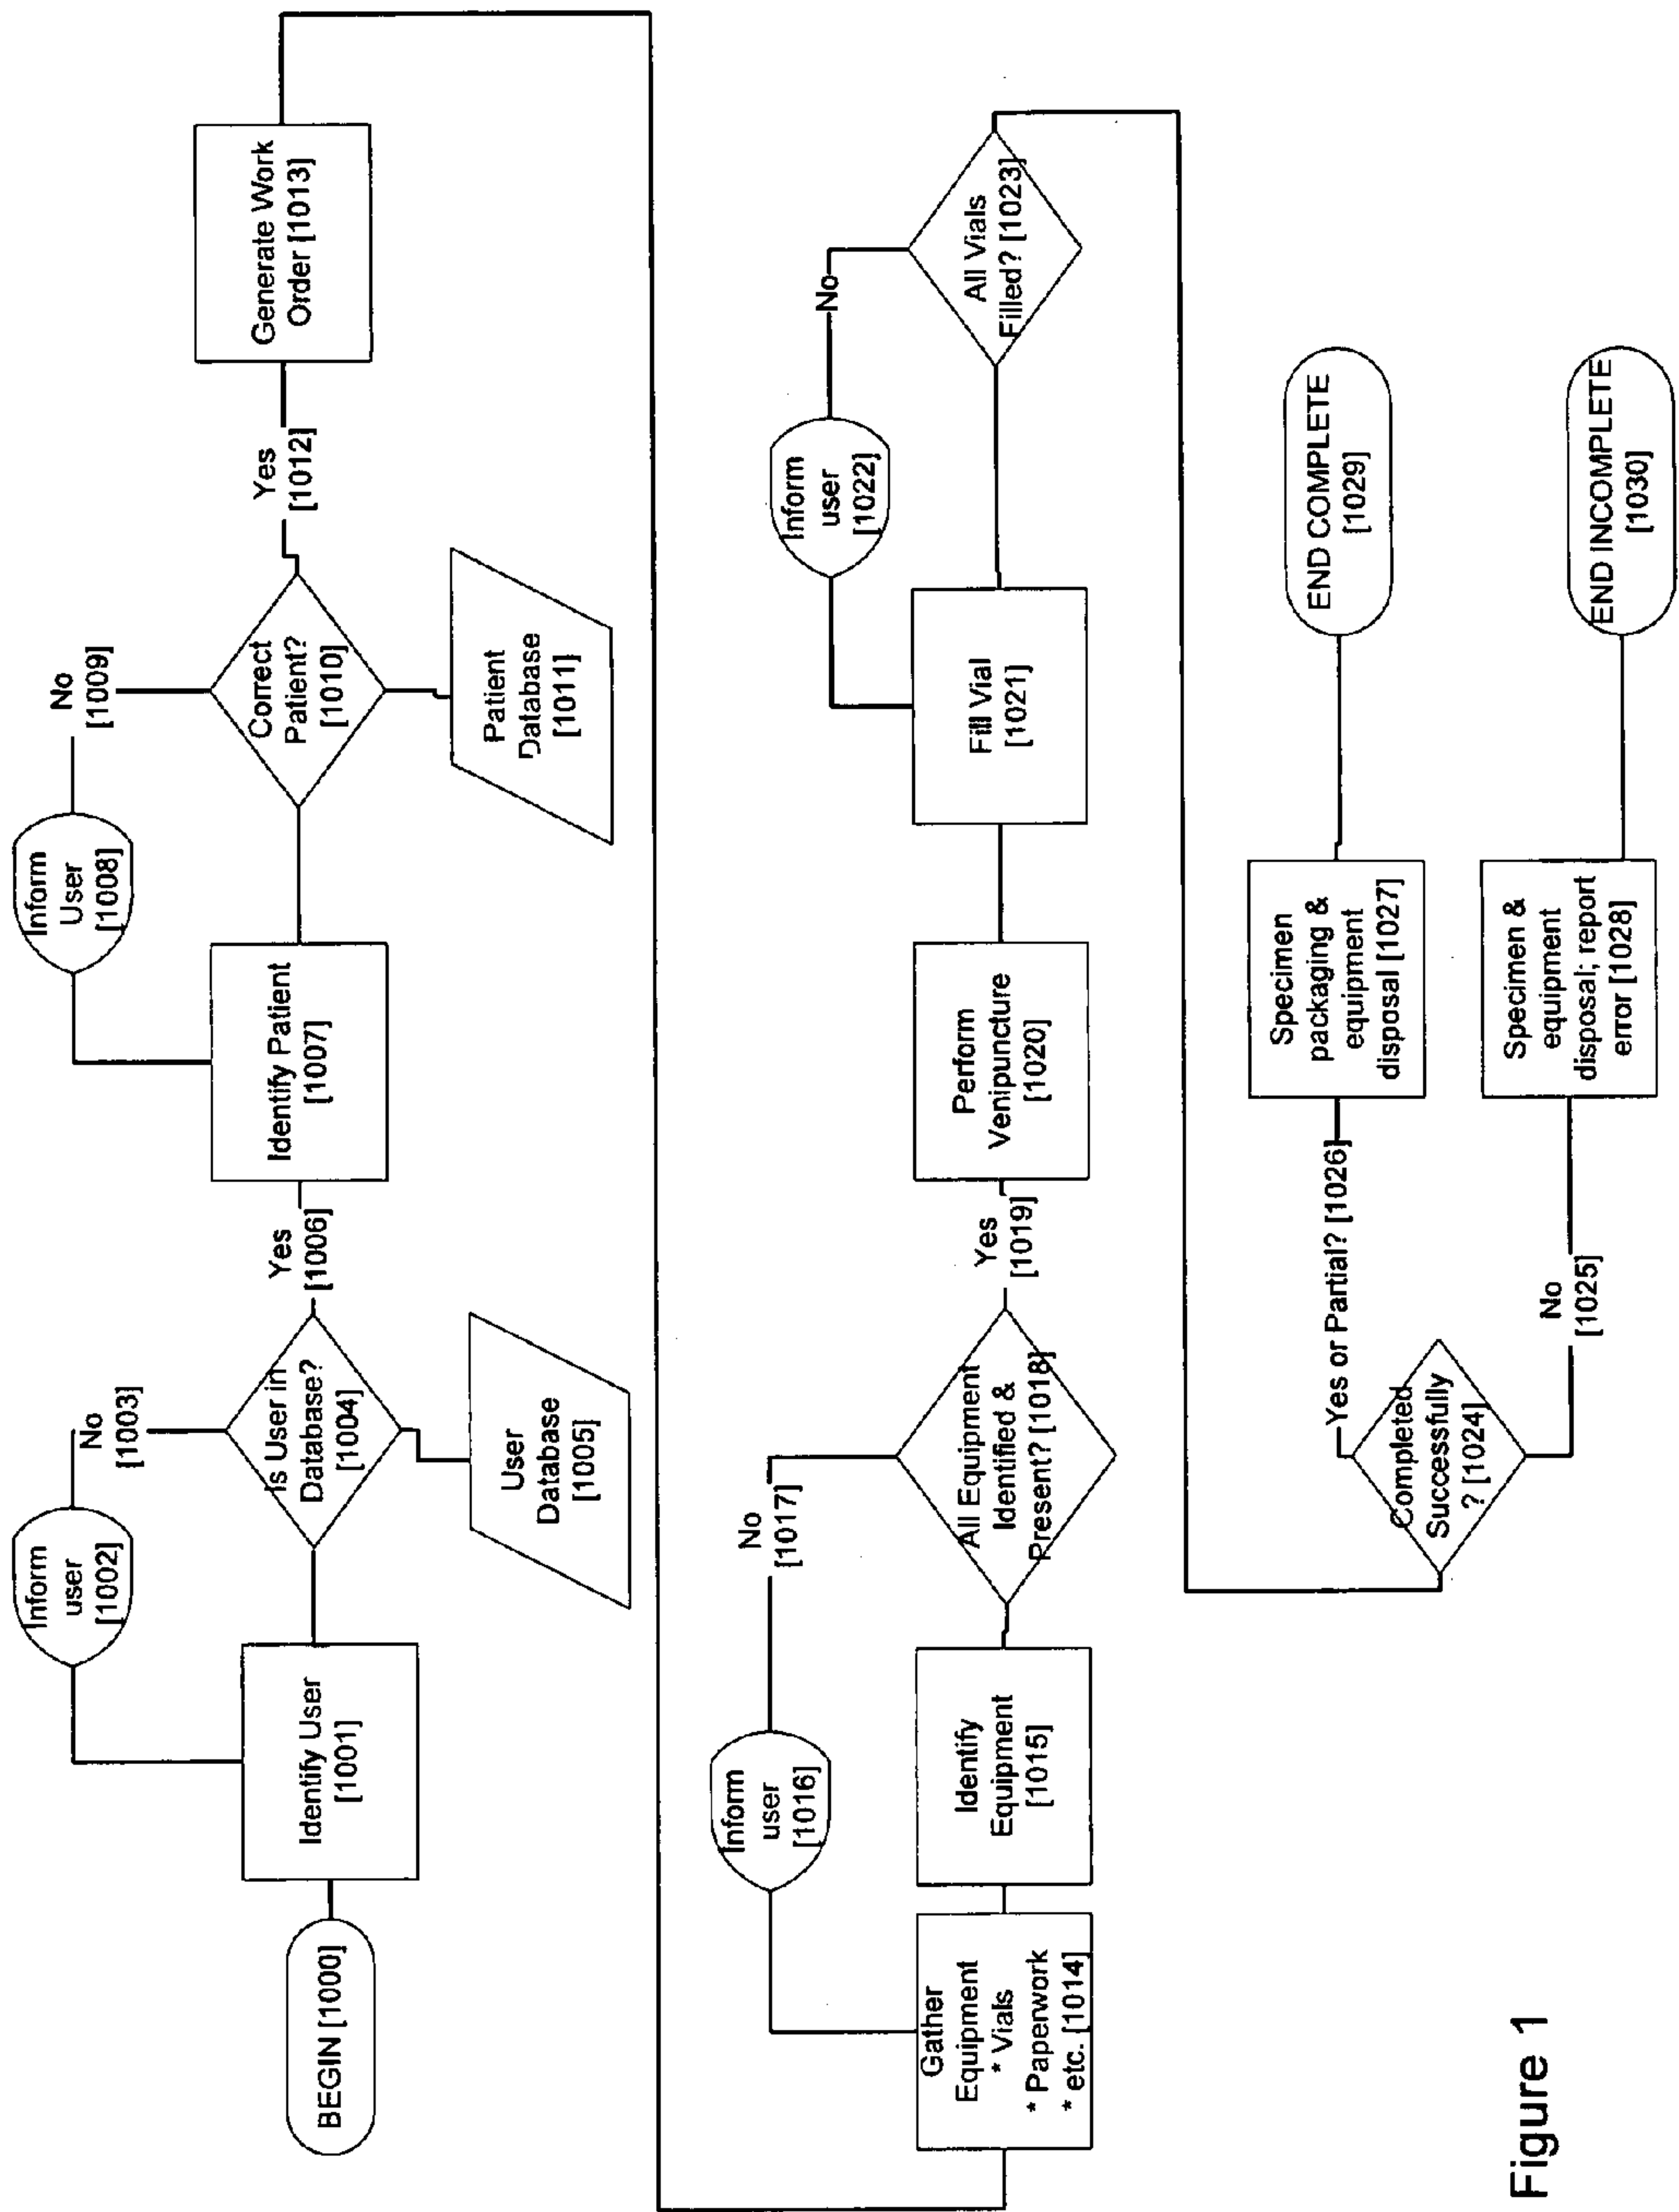 BEGIN [1000]
Identify User
[1001]
Inform
user
[1002]
No
[1003]
Is User in
Database?
[1004]
User
Database
[1005]
Yes
[1006]
Identify Patient
[1007]
Inform
User
[1008]
No
[1009]
Correct
Patient?
[1010]
Patient
Database
[1011]
Yes
[1012]
Generate Work
Order [1013]
Gather
Equipment
* Vials
* Paperwork
* etc. [1014]
Identify
Equipment
[1015]
Inform
user
[1016]
No
[1017]
All Equipment
Identified &
Present? [1018]
Yes
[1019]
Perform
Venipuncture
[1020]
Fill Vial
[1021]
Inform
user
[1022]
No
All Vials
Filled? [1023]
Completed
Successfully
? [1024]
Yes or Partial? [1026]
No
[1025]
Specimen
packaging &
equipment
disposal [1027]
Specimen &
equipment
disposal; report
error [1028]
END COMPLETE
[1029]
END INCOMPLETE
[1030]
Figure 1